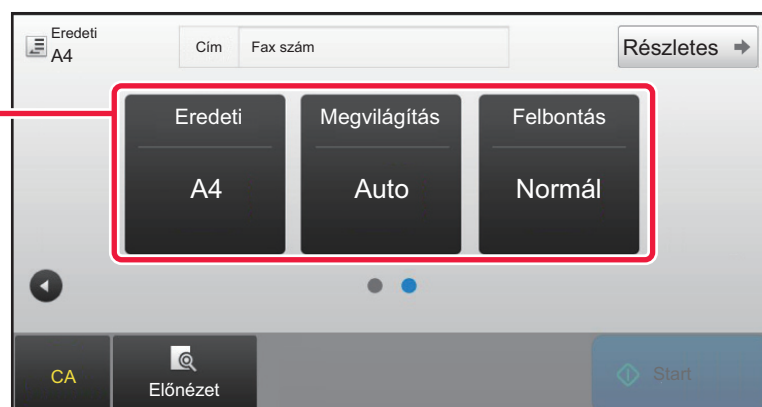 Eredeti
A4
Cím
Fax szám
Részletes
Eredeti
Megvilágítás
Felbontás
A4
Auto
Normál
CA
Előnézet
Start